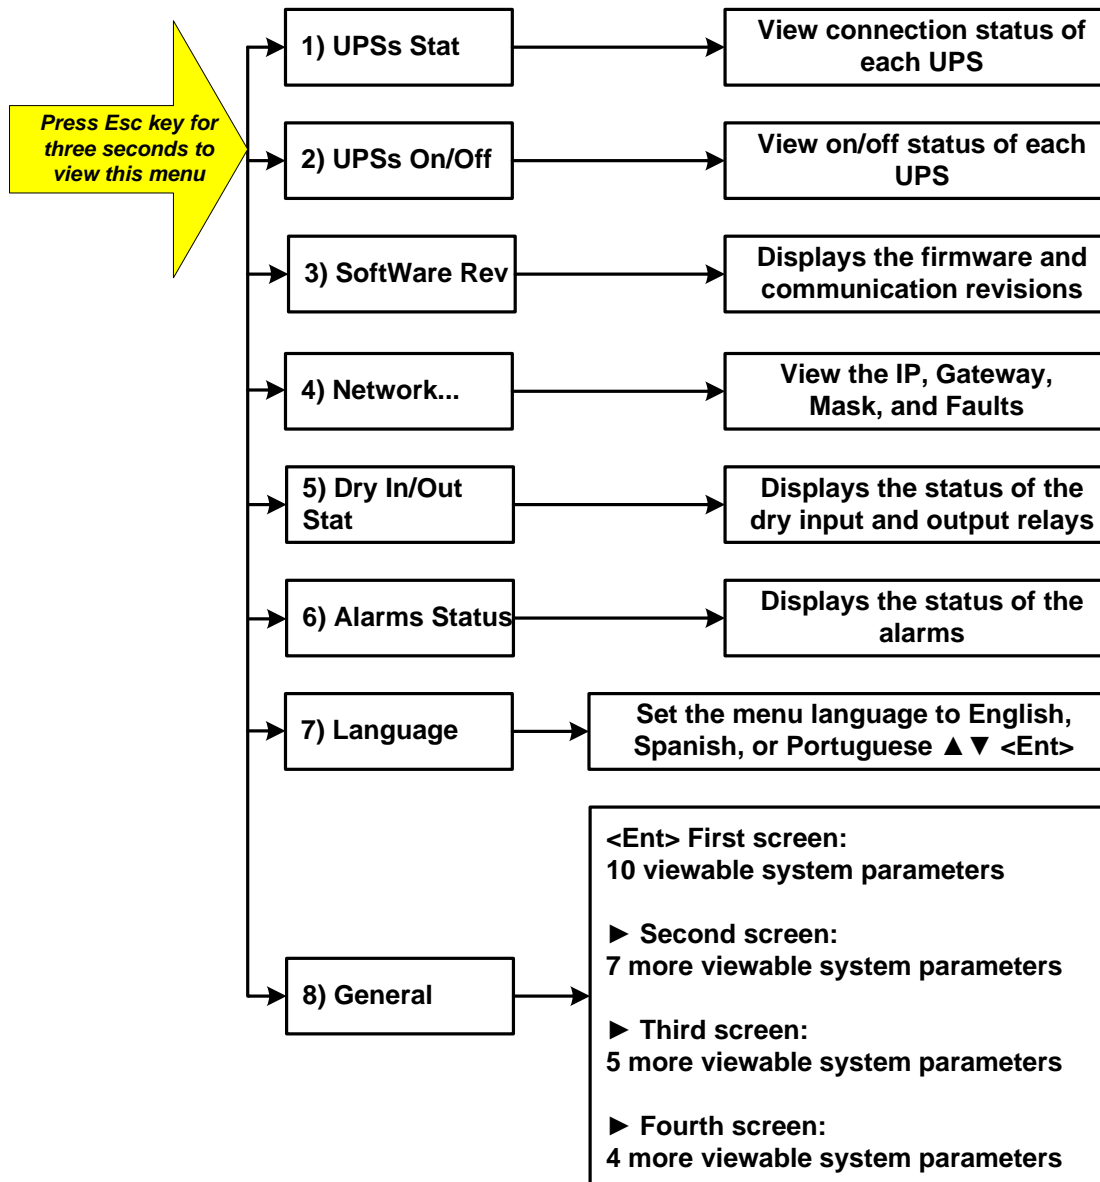 Press Esc key for
three seconds to
view this menu
1) UPSs Stat
View connection status of
each UPS
2) UPSs On/Off
View on/off status of each
UPS
3) SoftWare Rev
Displays the firmware and
communication revisions
4) Network...
View the IP, Gateway,
Mask, and Faults
5) Dry In/Out
Stat
Displays the status of the
dry input and output relays
6) Alarms Status
Displays the status of the
alarms
7) Language
Set the menu language to English,
Spanish, or Portuguese ▲▼ <Ent>
8) General
<Ent> First screen:
10 viewable system parameters
► Second screen:
7 more viewable system parameters
► Third screen:
5 more viewable system parameters
► Fourth screen:
4 more viewable system parameters